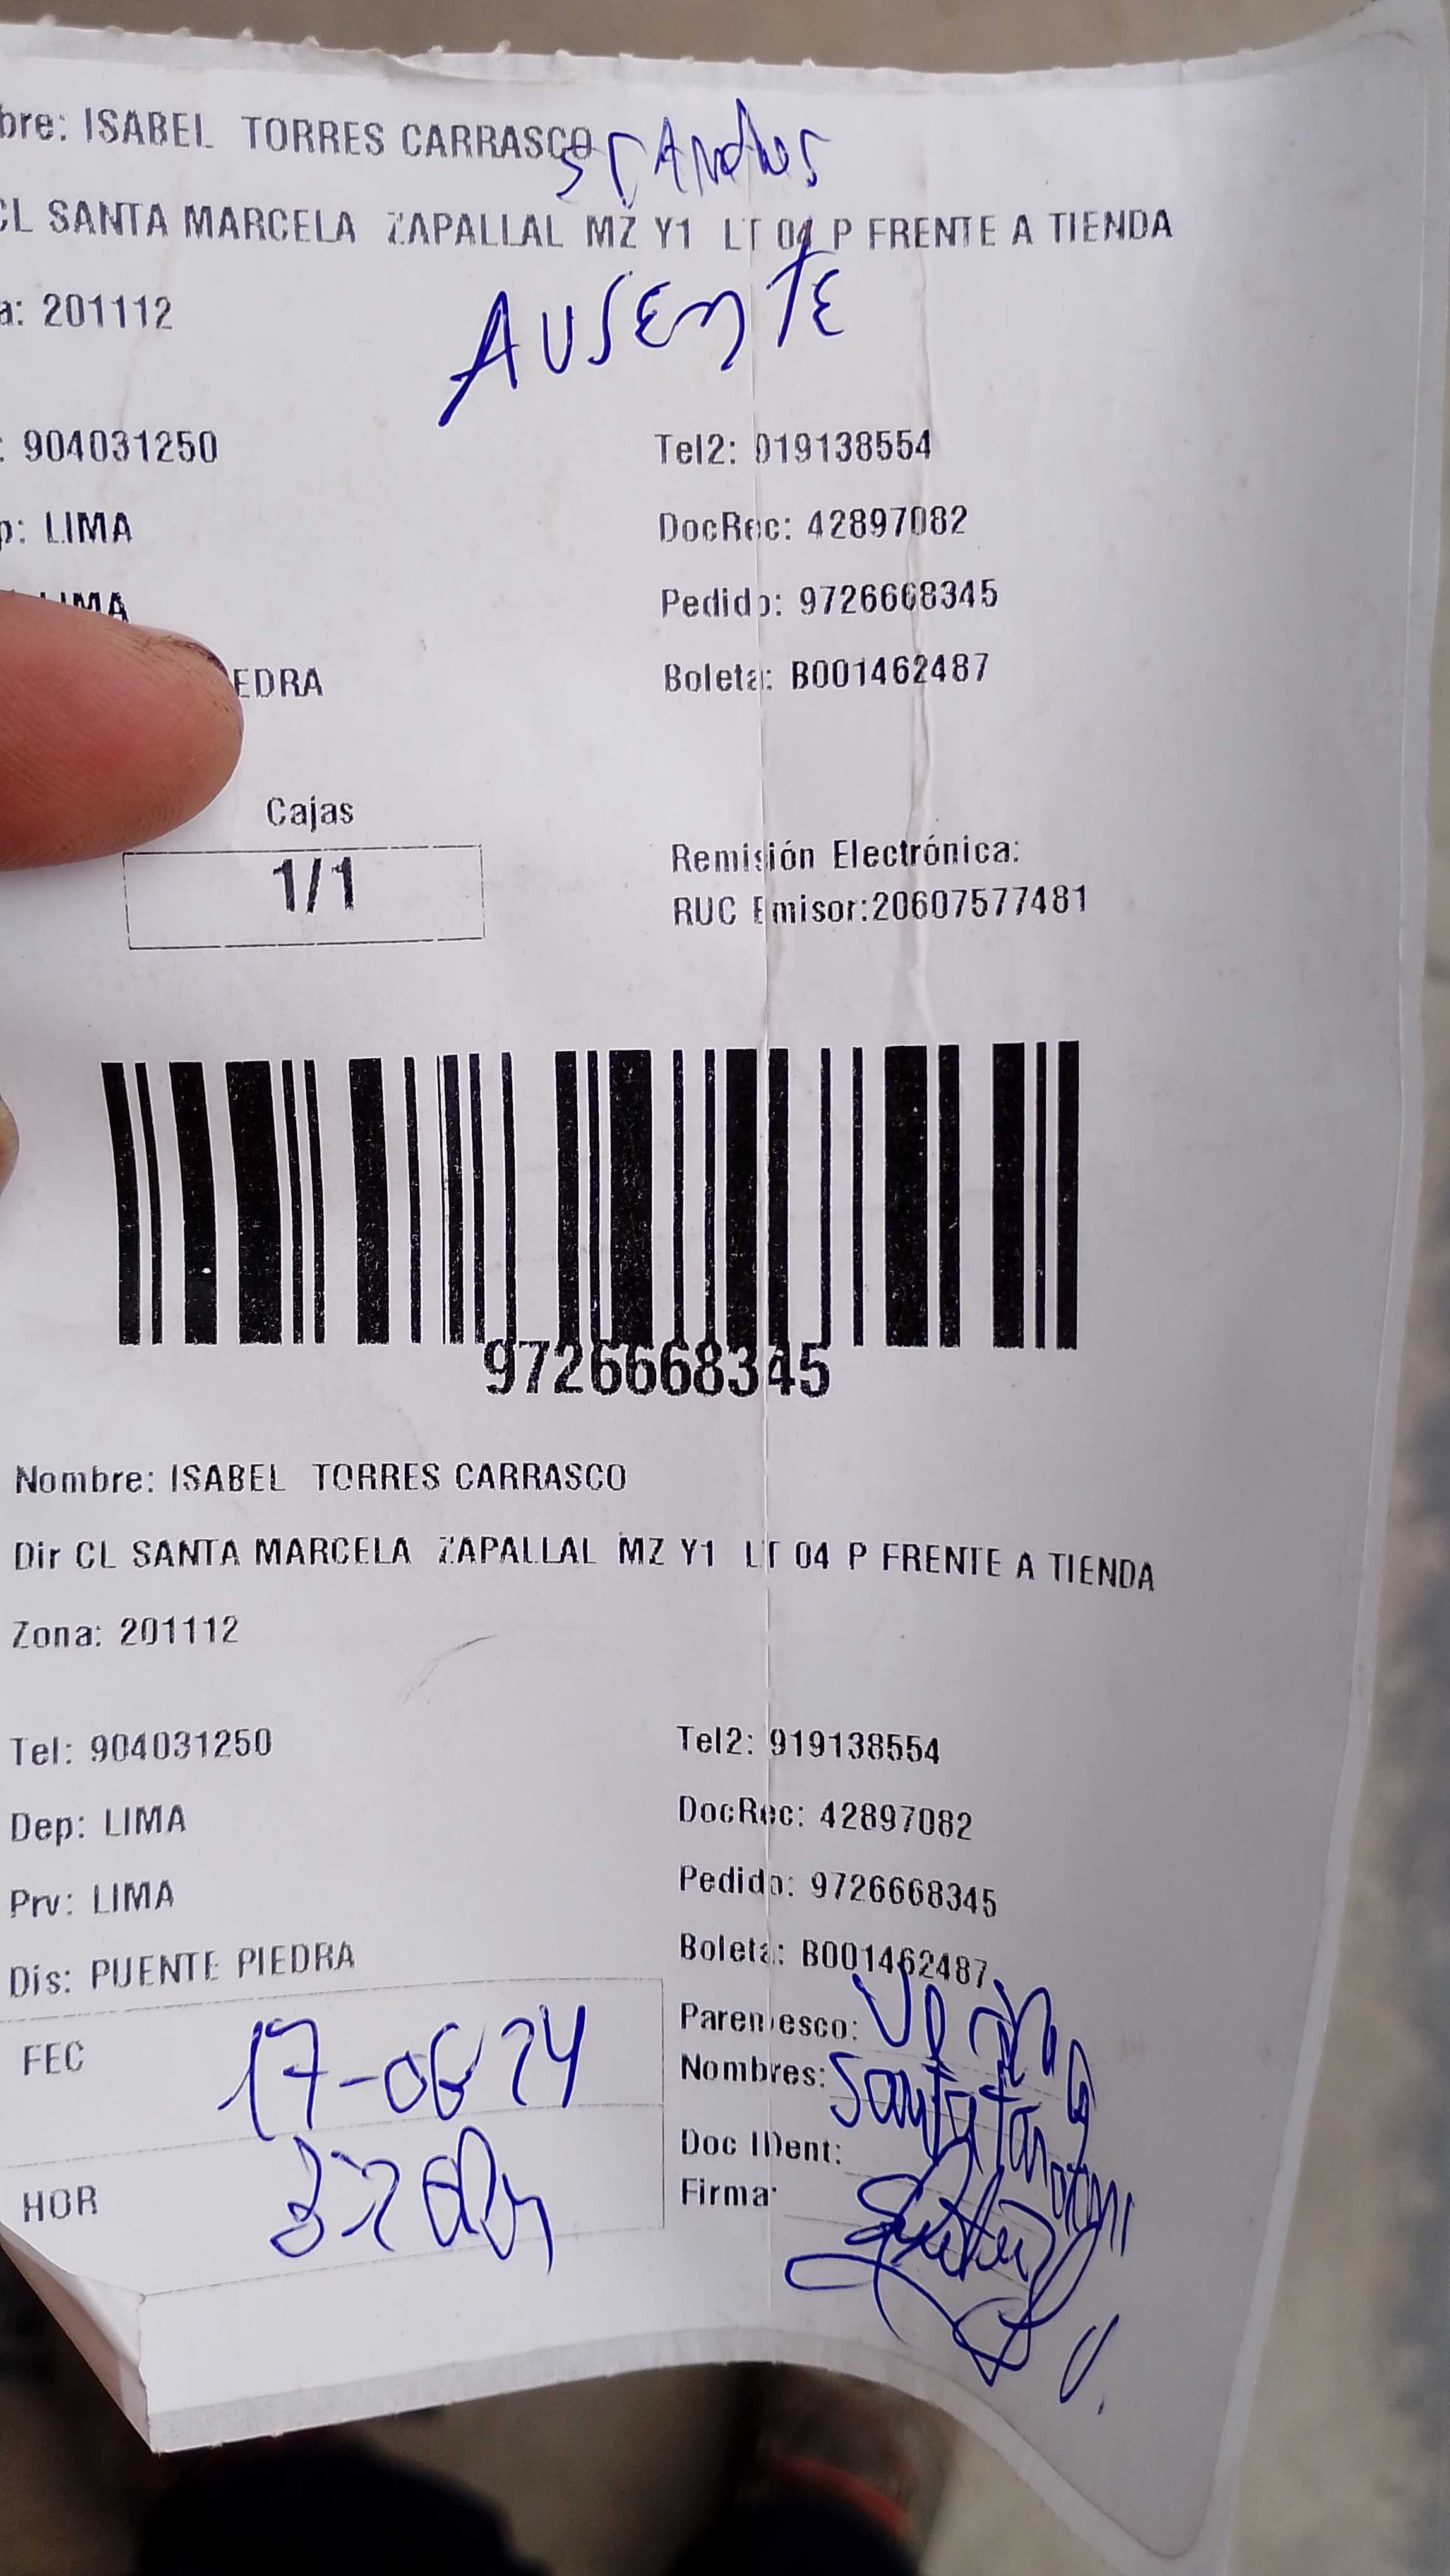 bre: ISABEL TORRES CARRASCO
CL SANTA MARCELA ZAPALLAL MZ Y1 LT 04 P FRENTE A TIENDA
a: 201112
AUSENTE
: 904031250 Tel2: 919138554
p: LIMA DocRec: 42897082
LIMA Pedido: 9726668345
EDRA Boleta: B001462487
Cajas
1/1
Remisión Electrónica:
RUC Emisor:20607577481
9726668345
Nombre: ISABEL TORRES CARRASCO
Dir CL SANTA MARCELA ZAPALLAL MZ Y1 LT 04 P FRENTE A TIENDA
Zona: 201112
Tel: 904031250 Tel2: 919138554
Dep: LIMA DocRec: 42897082
Prv: LIMA Pedido: 9726668345
Dis: PUENTE PIEDRA Boleta: B001462487
Parentesco:
FEC 17-06 24
Nombres:
Doc Ident:
HOR
Firma: